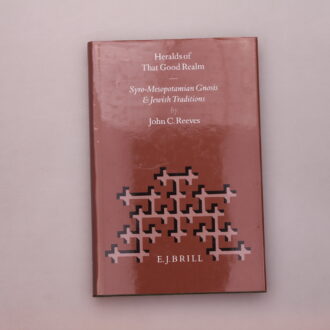 Heralds of
That Good Realm
Syro-Mesopotamian Gnosis
& Jewish Traditions
by
John C. Reeves
E.J. BRILL